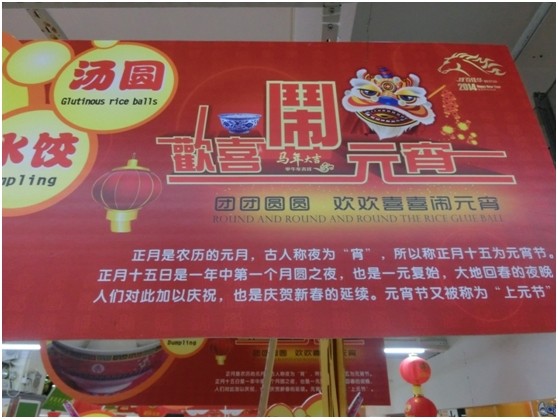 汤圆
Glutinous rice balls
水饺
mpling
歡喜鬧元宵
馬年大吉
2014
团团圆圆 欢欢喜喜闹元宵
ROUND AND ROUND AND ROUND THE RICE GLUE BALL
正月是农历的元月，古人称夜为“宵”，所以称正月十五为元宵节。
正月十五日是一年中第一个月圆之夜，也是一元复始，大地回春的夜晚
人们对此加以庆祝，也是庆贺新春的延续。元宵节又被称为“上元节”
Dumpling